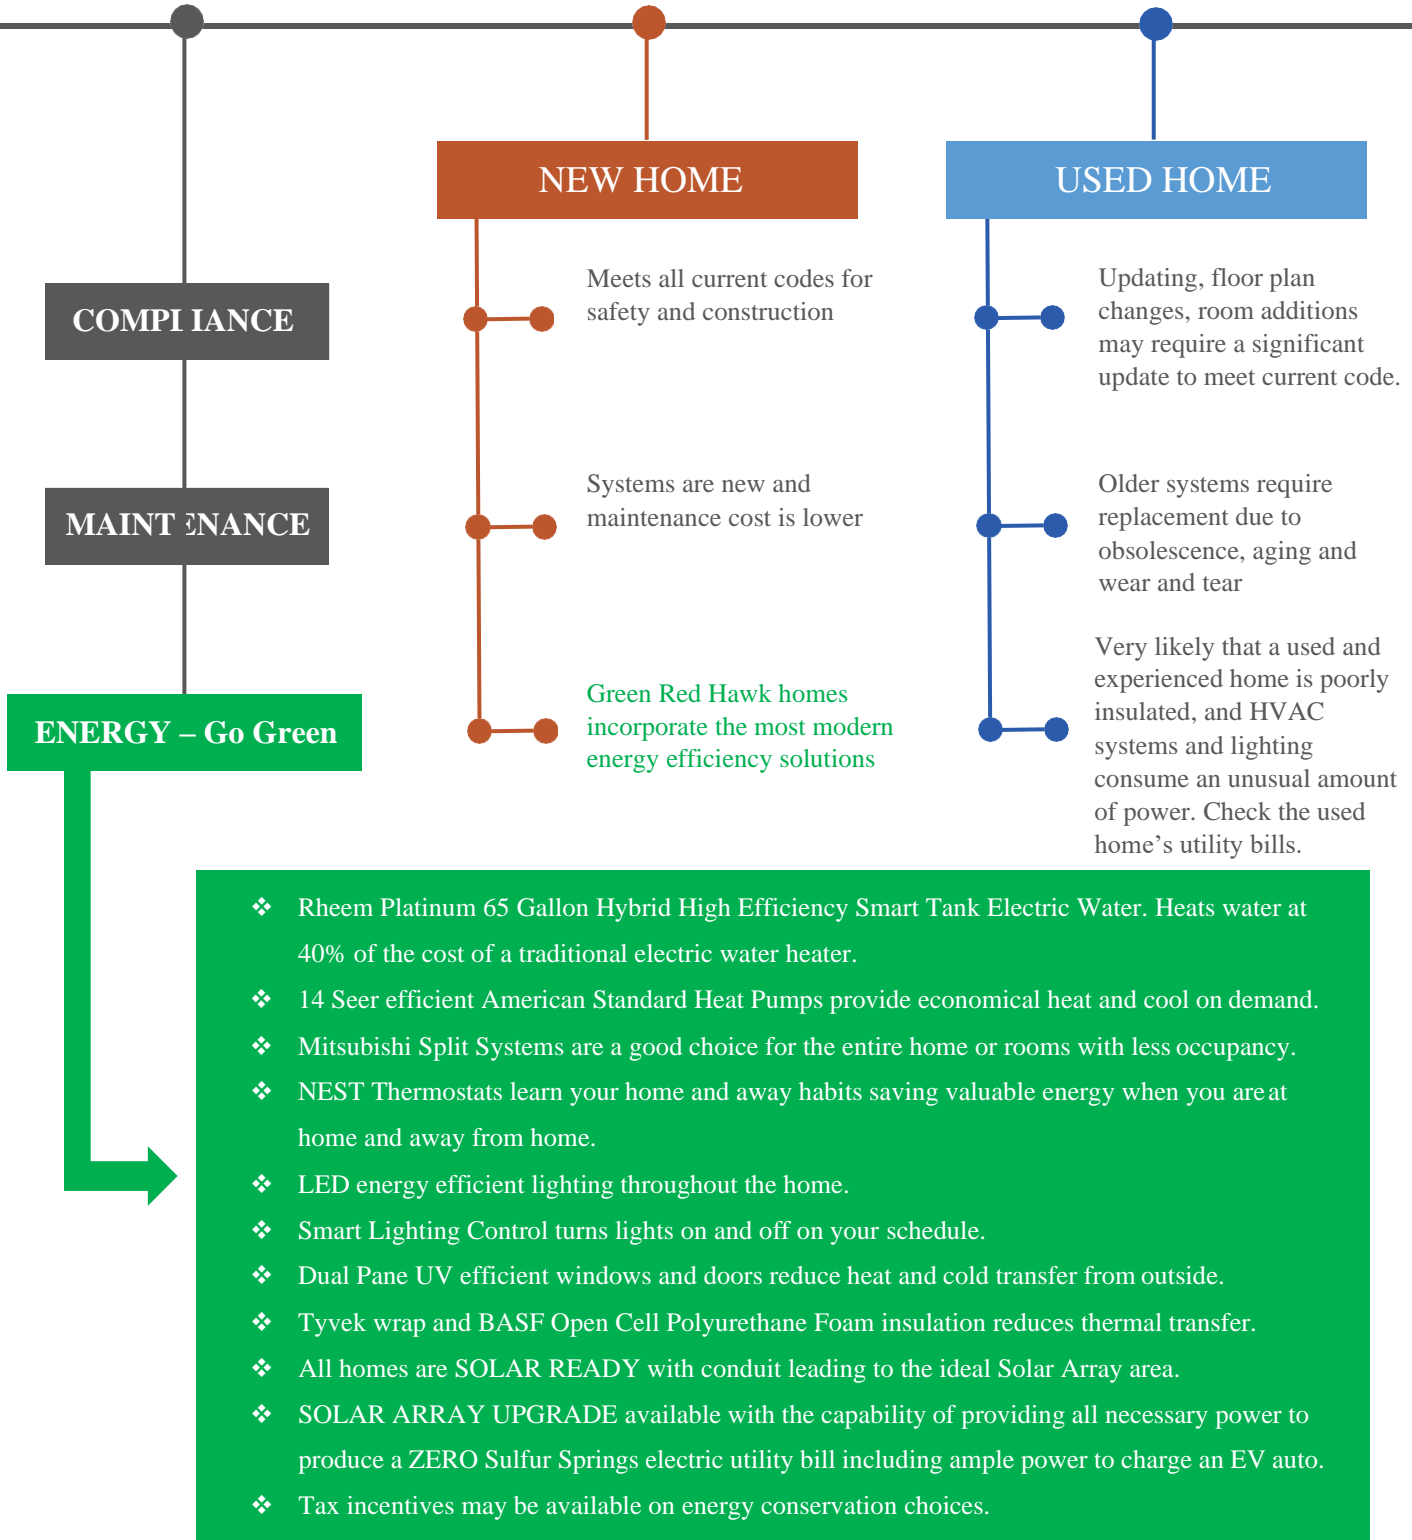 NEW HOME
USED HOME
COMPLIANCE
Meets all current codes for
safety and construction
Updating, floor plan
changes, room additions
may require a significant
update to meet current code.
MAINTENANCE
Systems are new and
maintenance cost is lower
Older systems require
replacement due to
obsolescence, aging and
wear and tear
ENERGY – Go Green
Green Red Hawk homes
incorporate the most modern
energy efficiency solutions
Very likely that a used and
experienced home is poorly
insulated, and HVAC
systems and lighting
consume an unusual amount
of power. Check the used
home’s utility bills.
❖ Rheem Platinum 65 Gallon Hybrid High Efficiency Smart Tank Electric Water. Heats water at
40% of the cost of a traditional electric water heater.
❖ 14 Seer efficient American Standard Heat Pumps provide economical heat and cool on demand.
❖ Mitsubishi Split Systems are a good choice for the entire home or rooms with less occupancy.
❖ NEST Thermostats learn your home and away habits saving valuable energy when you are at
home and away from home.
❖ LED energy efficient lighting throughout the home.
❖ Smart Lighting Control turns lights on and off on your schedule.
❖ Dual Pane UV efficient windows and doors reduce heat and cold transfer from outside.
❖ Tyvek wrap and BASF Open Cell Polyurethane Foam insulation reduces thermal transfer.
❖ All homes are SOLAR READY with conduit leading to the ideal Solar Array area.
❖ SOLAR ARRAY UPGRADE available with the capability of providing all necessary power to
produce a ZERO Sulfur Springs electric utility bill including ample power to charge an EV auto.
❖ Tax incentives may be available on energy conservation choices.